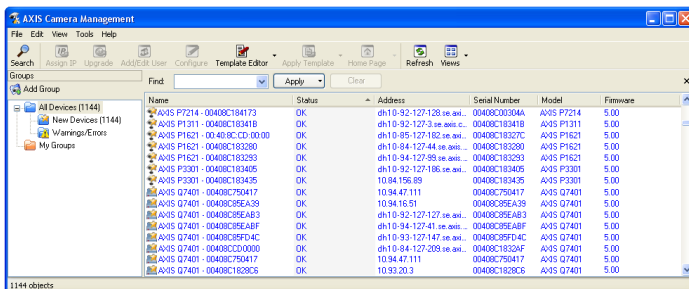 AXIS Camera Management
File Edit View Tools Help
Search Assign IP Upgrade Add/Edit User Configure Template Editor Apply Template Home Page Refresh Views
Groups
Add Group
Find: Apply Clear
All Devices (1144)
New Devices (1144)
Warnings/Errors
My Groups
Name Status Address Serial Number Model Firmware
AXIS P7214 - 00408C184173 OK dh10-92-127-128.se.axi... 00408C00304A AXIS P7214 5.00
AXIS P1311 - 00408C18341B OK dh10-92-127-3.se.axis.c... 00408C18341B AXIS P1311 5.00
AXIS P1621 - 00:40:8C:CD:00:00 OK dh10-85-127-182.se.axi... 00408C18327C AXIS P1621 5.00
AXIS P1621 - 00408C183280 OK dh10-84-127-44.se.axis.... 00408C183280 AXIS P1621 5.00
AXIS P1621 - 00408C183293 OK dh10-94-127-99.se.axis.... 00408C183293 AXIS P1621 5.00
AXIS P3301 - 00408C183405 OK dh10-92-127-186.se.axi... 00408C183405 AXIS P3301 5.00
AXIS P3301 - 00408C183435 OK 10.84.156.89 00408C183435 AXIS P3301 5.00
AXIS Q7401 - 00408C750417 OK 10.94.47.111 00408C750417 AXIS Q7401 5.00
AXIS Q7401 - 00408C85EA39 OK 10.94.16.51 00408C85EA39 AXIS Q7401 5.00
AXIS Q7401 - 00408C85EAB3 OK dh10-92-127-127.se.axi... 00408C85EAB3 AXIS Q7401 5.00
AXIS Q7401 - 00408C85EABF OK dh10-94-127-41.se.axis.... 00408C85EABF AXIS Q7401 5.00
AXIS Q7401 - 00408C85FD4C OK dh10-93-127-147.se.axi... 00408C85FD4C AXIS Q7401 5.00
AXIS Q7401 - 00408CCD0000 OK dh10-84-127-209.se.axi... 00408C1832AF AXIS Q7401 5.00
AXIS Q7401 - 00408C750417 OK 10.94.47.111 00408C750417 AXIS Q7401 5.00
AXIS Q7401 - 00408C1828C6 OK 10.93.20.3 00408C1828C6 AXIS Q7401 5.00
1144 objects